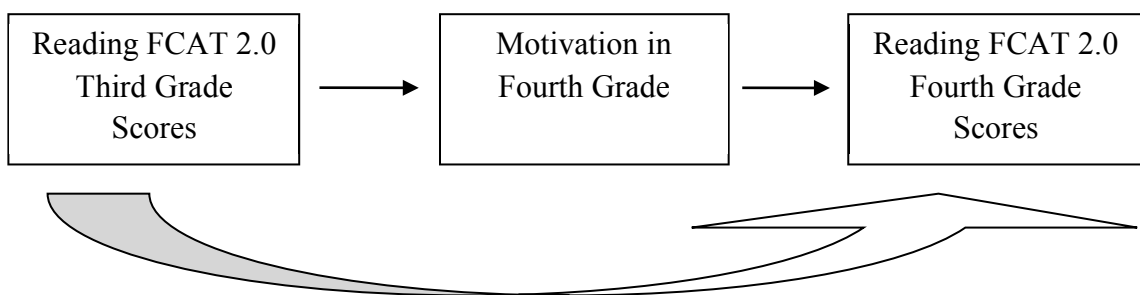 Reading FCAT 2.0
Third Grade
Scores
Motivation in
Fourth Grade
Reading FCAT 2.0
Fourth Grade
Scores